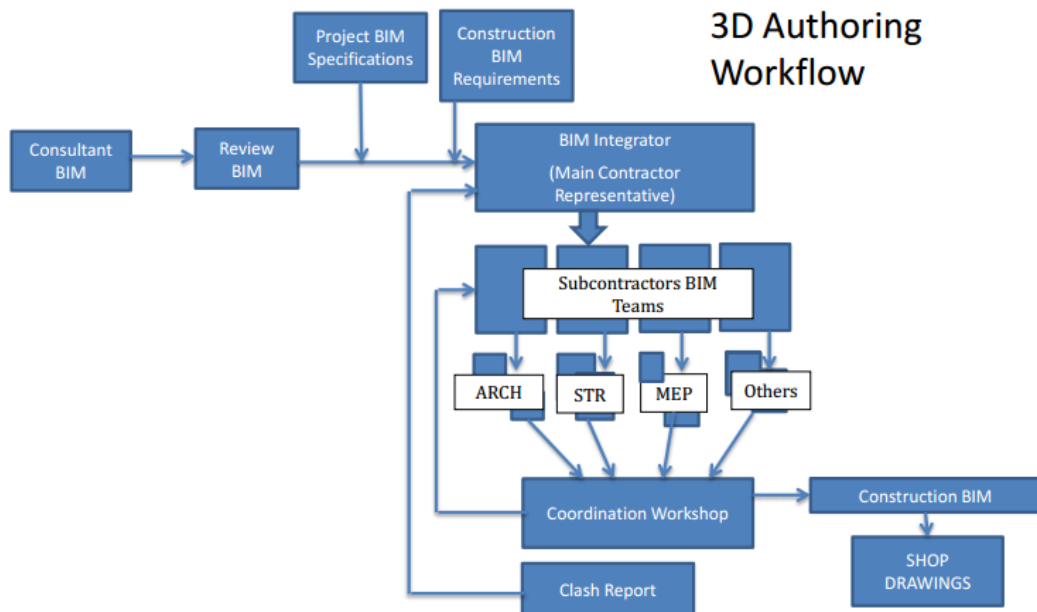 3D Authoring
Workflow
Project BIM
Specifications
Construction
BIM
Requirements
Consultant
BIM
Review
BIM
BIM Integrator
(Main Contractor
Representative)
Subcontractors BIM
Teams
ARCH
STR
MEP
Others
Coordination Workshop
Construction BIM
SHOP
DRAWINGS
Clash Report